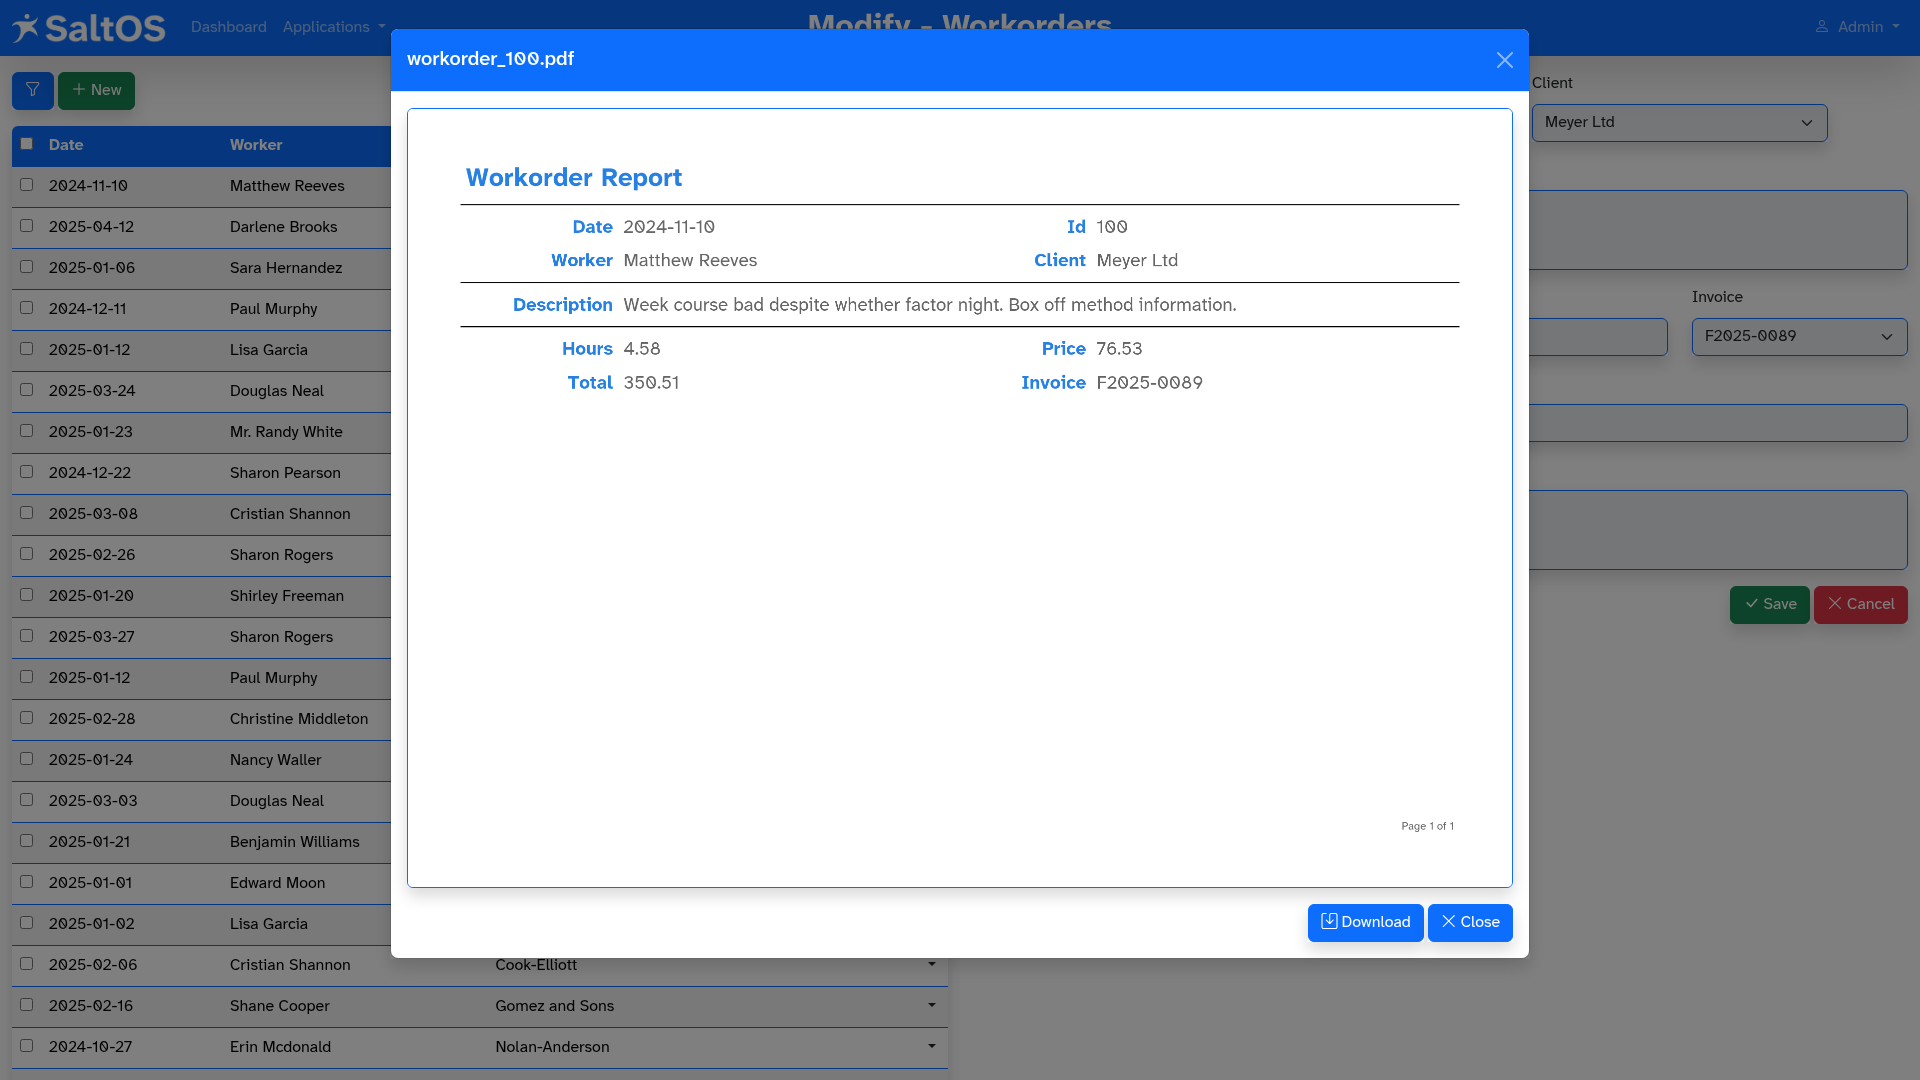 SaltOS Dashboard Applications Modify - Workorders Admin
workorder_100.pdf
New
Client
Meyer Ltd
Invoice
F2025-0089
Save Cancel
Date Worker
2024-11-10 Matthew Reeves
2025-04-12 Darlene Brooks
2025-01-06 Sara Hernandez
2024-12-11 Paul Murphy
2025-01-12 Lisa Garcia
2025-03-24 Douglas Neal
2025-01-23 Mr. Randy White
2024-12-22 Sharon Pearson
2025-03-08 Cristian Shannon
2025-02-26 Sharon Rogers
2025-01-20 Shirley Freeman
2025-03-27 Sharon Rogers
2025-01-12 Paul Murphy
2025-02-28 Christine Middleton
2025-01-24 Nancy Waller
2025-03-03 Douglas Neal
2025-01-21 Benjamin Williams
2025-01-01 Edward Moon
2025-01-02 Lisa Garcia
2025-02-06 Cristian Shannon Cook-Elliott
2025-02-16 Shane Cooper Gomez and Sons
2024-10-27 Erin Mcdonald Nolan-Anderson
Workorder Report
Date 2024-11-10 Id 100
Worker Matthew Reeves Client Meyer Ltd
Description Week course bad despite whether factor night. Box off method information.
Hours 4.58 Price 76.53
Total 350.51 Invoice F2025-0089
Page 1 of 1
Download Close